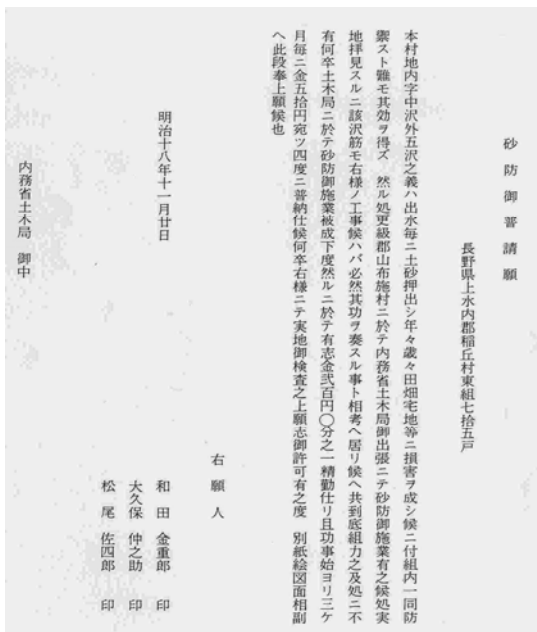 砂防御普請願
長野県上水内郡稲丘村東組七拾五戸
本村地内字中沢外五沢之義ハ出水毎ニ土砂押出シ年々歳々田畑宅地等ニ損害ヲ成シ候ニ付組内一同防
禦スト雖モ其効ヲ得ズ 然ル処更級郡山布施村ニ於テ内務省土木局御出張ニテ砂防御施業有之候処実
地拝見スルニ該沢筋モ右様ノ工事候ハバ必然其功ヲ奏スル事ト相考へ居リ候へ共到底組力之及処ニ不
有何卒土木局ニ於テ砂防御施業被成下度然ルニ於テ有志金弐百円〇分之一精勤仕リ且功事始ヨリ三ケ
月毎ニ金五拾円宛ツ四度ニ普納仕候何卒右様ニテ実地御検査之上願志御許可有之度 別紙絵図面相副
へ此段奉上願候也
明治十八年十一月廿日
右願人
和田 金重郎 印
大久保 仲之助 印
松尾 佐四郎 印
内務省土木局 御中